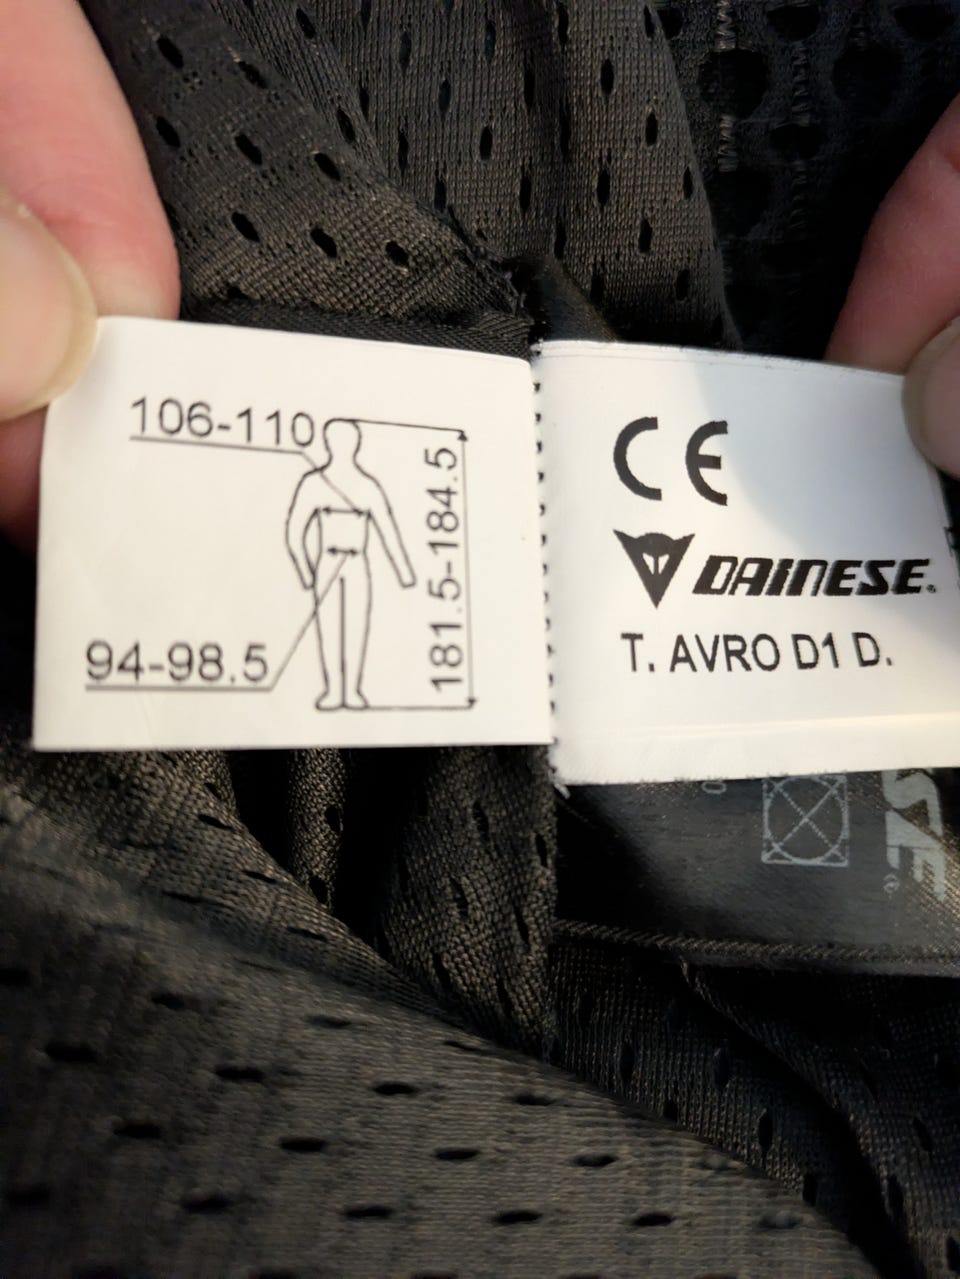 106-110
181.5-184.5
94-98.5
CE
DAINESE®
T. AVRO D1 D.